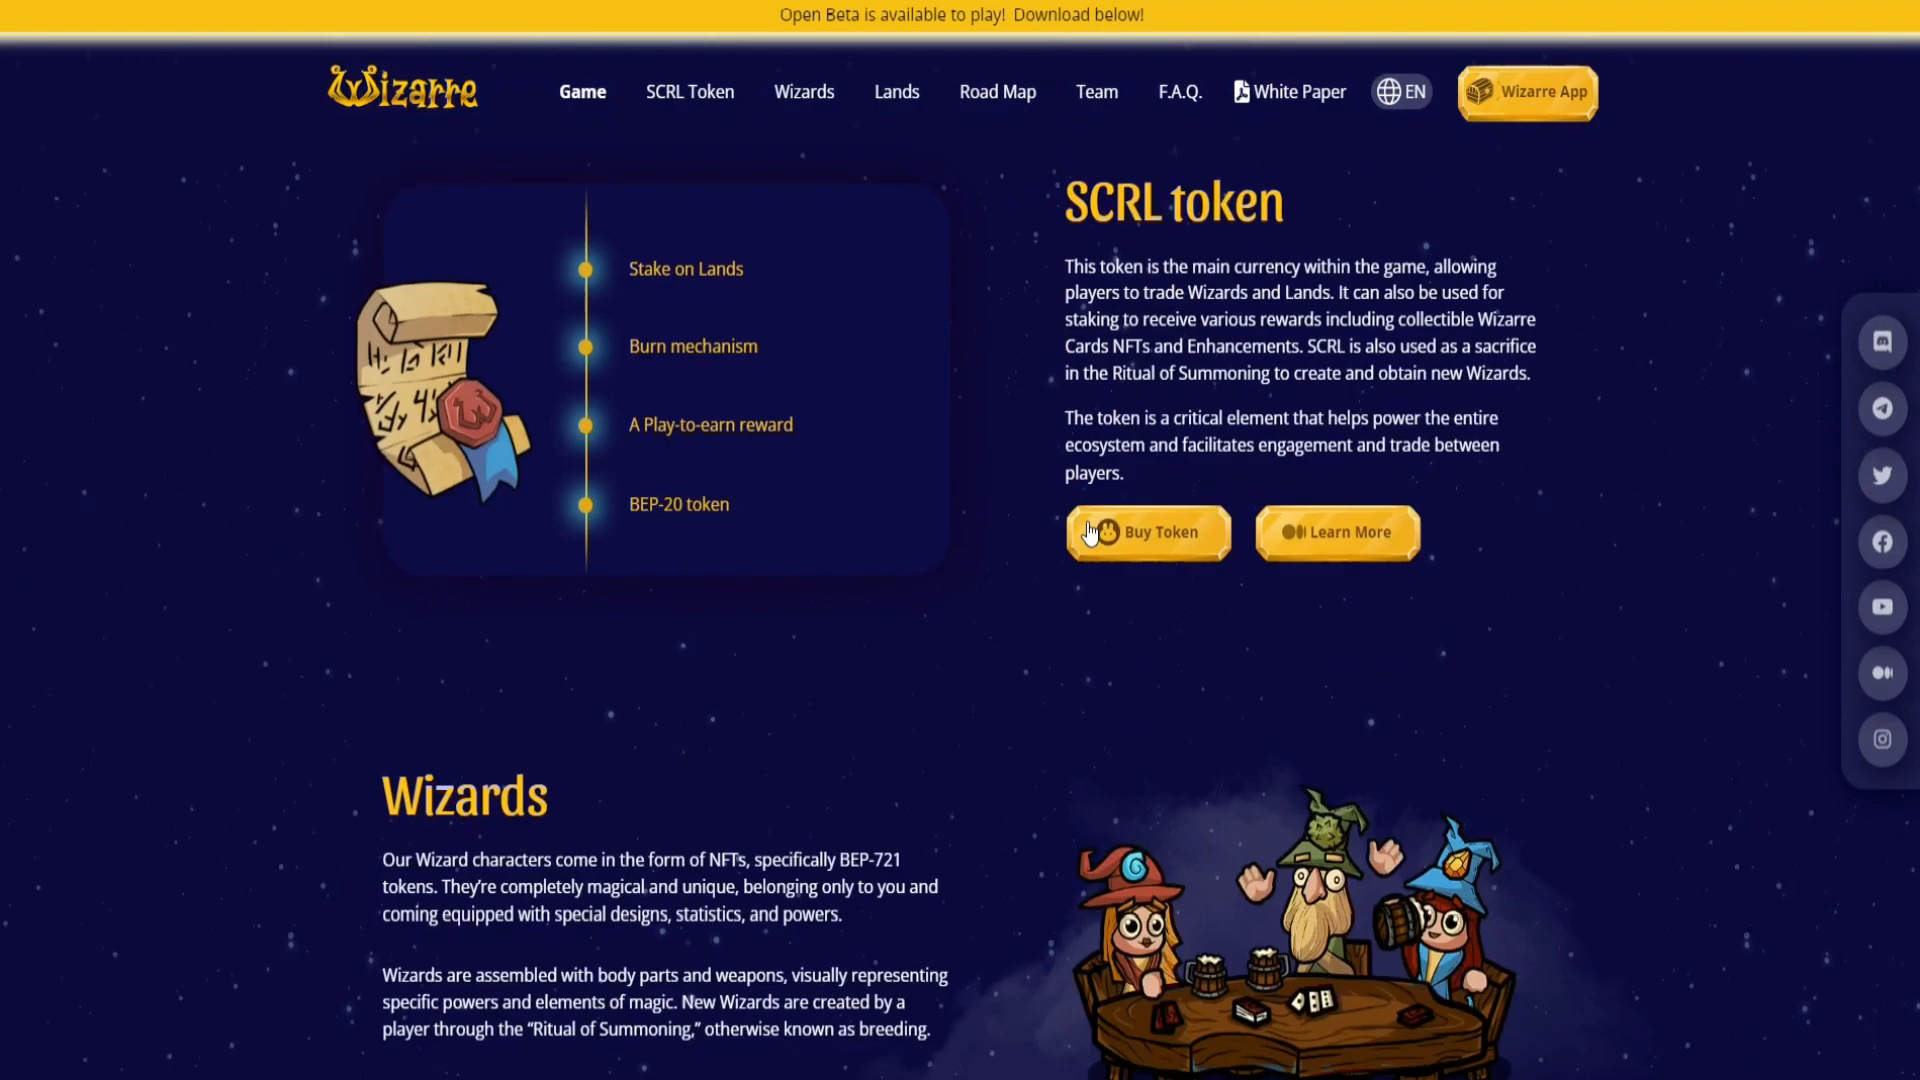 Open Beta is available to play! Download below!
Wizarre
Game
SCRL Token
Wizards
Lands
Road Map
Team
F.A.Q.
White Paper
EN
Wizarre App
Stake on Lands
Burn mechanism
A Play-to-earn reward
BEP-20 token
SCRL token
This token is the main currency within the game, allowing
players to trade Wizards and Lands. It can also be used for
staking to receive various rewards including collectible Wizarre
Cards NFTs and Enhancements. SCRL is also used as a sacrifice
in the Ritual of Summoning to create and obtain new Wizards.
The token is a critical element that helps power the entire
ecosystem and facilitates engagement and trade between
players.
Buy Token
Learn More
Wizards
Our Wizard characters come in the form of NFTs, specifically BEP-721
tokens. They’re completely magical and unique, belonging only to you and
coming equipped with special designs, statistics, and powers.
Wizards are assembled with body parts and weapons, visually representing
specific powers and elements of magic. New Wizards are created by a
player through the “Ritual of Summoning,” otherwise known as breeding.